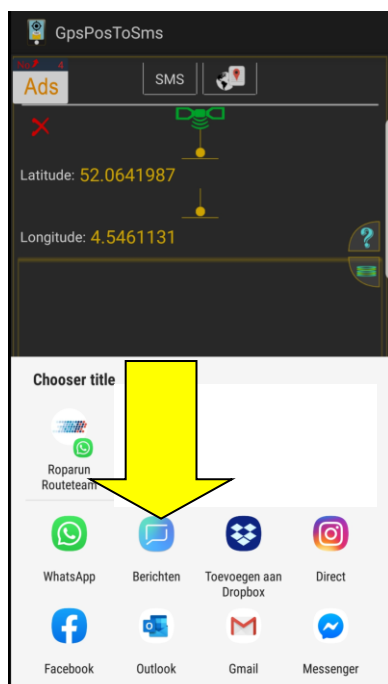 GpsPosToSms
Ads
SMS
Latitude: 52.0641987
Longitude: 4.5461131
?
Chooser title
Roparun
Routeteam
WhatsApp
Berichten
Toevoegen aan
Dropbox
Direct
Facebook
Outlook
Gmail
Messenger